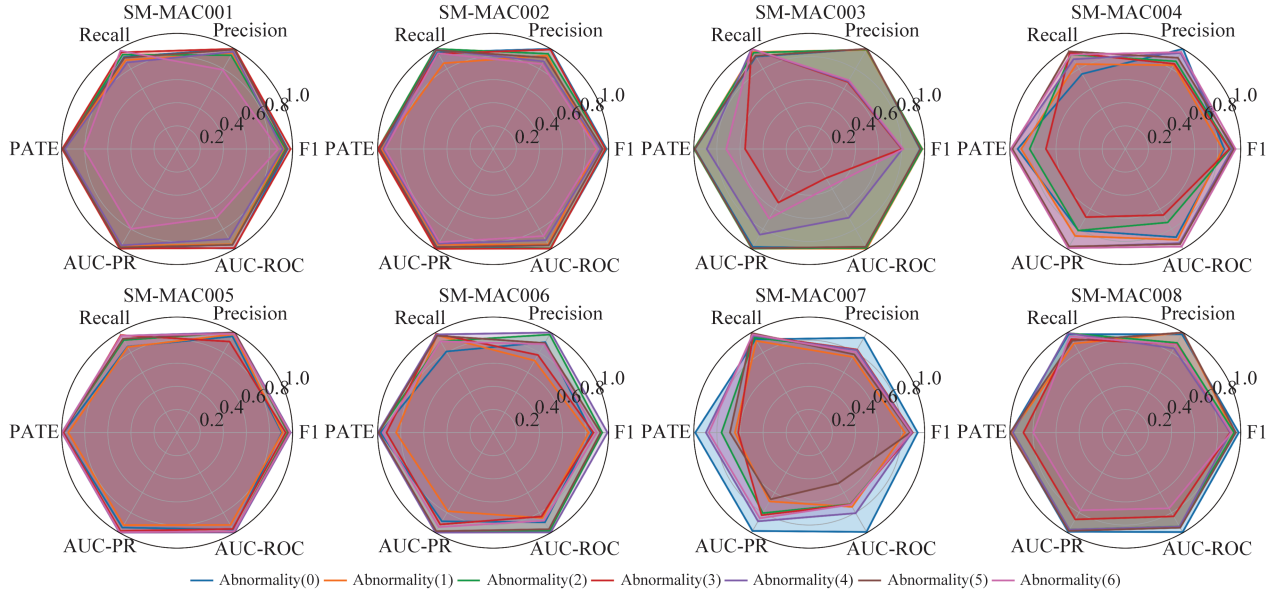 SM-MAC001 SM-MAC002 SM-MAC003 SM-MAC004
Recall Precision Recall Precision Recall Precision Recall Precision
PATE 0.2 0.4 0.6 0.8 1.0 F1 PATE 0.2 0.4 0.6 0.8 1.0 F1 PATE 0.2 0.4 0.6 0.8 1.0 F1 PATE 0.2 0.4 0.6 0.8 1.0 F1
AUC-PR AUC-ROC AUC-PR AUC-ROC AUC-PR AUC-ROC AUC-PR AUC-ROC
SM-MAC005 SM-MAC006 SM-MAC007 SM-MAC008
Recall Precision Recall Precision Recall Precision Recall Precision
PATE 0.2 0.4 0.6 0.8 1.0 F1 PATE 0.2 0.4 0.6 0.8 1.0 F1 PATE 0.2 0.4 0.6 0.8 1.0 F1 PATE 0.2 0.4 0.6 0.8 1.0 F1
AUC-PR AUC-ROC AUC-PR AUC-ROC AUC-PR AUC-ROC AUC-PR AUC-ROC
Abnormality(0) Abnormality(1) Abnormality(2) Abnormality(3) Abnormality(4) Abnormality(5) Abnormality(6)